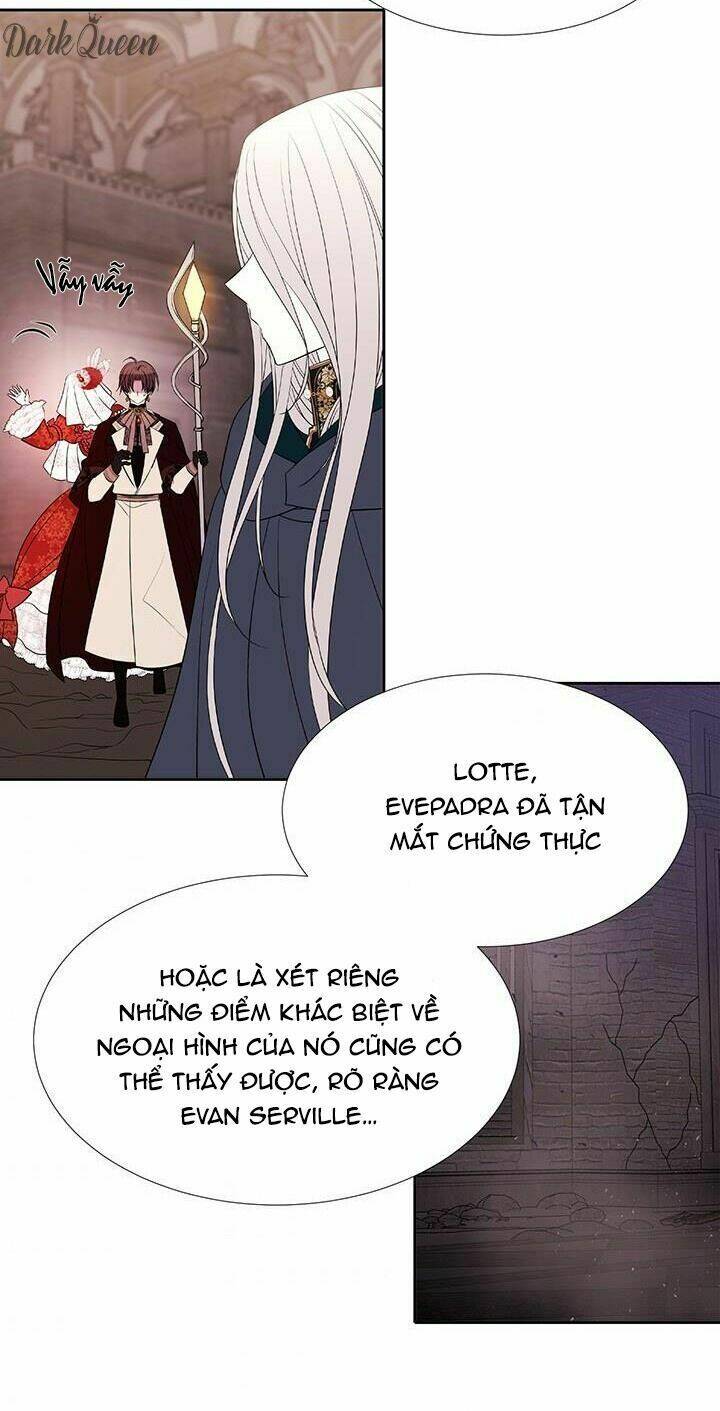 Dark Queen
Vẫy vẫy
LOTTE,
EVEPADRA ĐÃ TẬN
MẮT CHỨNG THỰC
HOẶC LÀ XÉT RIÊNG
NHỮNG ĐIỂM KHÁC BIỆT VỀ
NGOẠI HÌNH CỦA NÓ CŨNG CÓ
THỂ THẤY ĐƯỢC, RÕ RÀNG
EVAN SERVILLE...